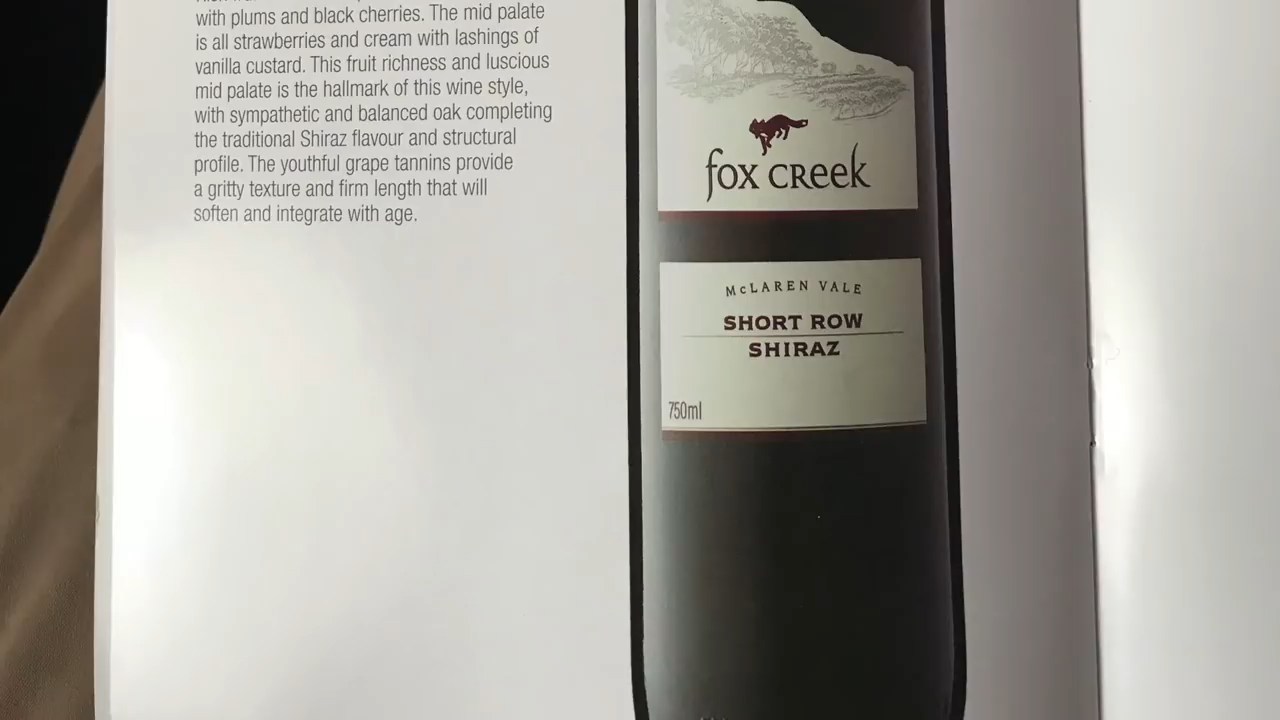 with plums and black cherries. The mid palate
is all strawberries and cream with lashings of
vanilla custard. This fruit richness and luscious
mid palate is the hallmark of this wine style,
with sympathetic and balanced oak completing
the traditional Shiraz flavour and structural
profile. The youthful grape tannins provide
a gritty texture and firm length that will
soften and integrate with age.
fox creek
McLAREN VALE
SHORT ROW
SHIRAZ
750ml